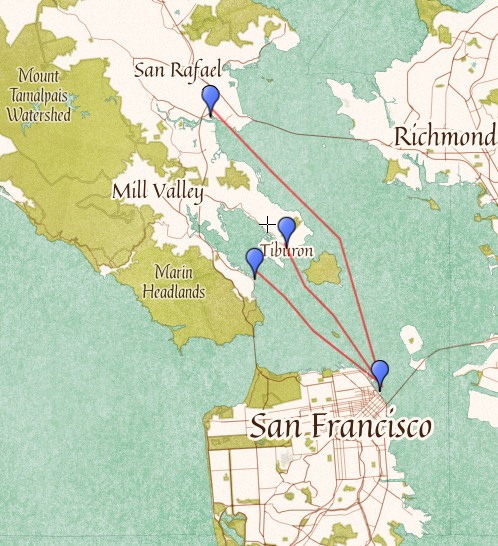 San Rafael
Mount
Tamalpais
Watershed
Richmond
Mill Valley
Tiburon
Marin
Headlands
San Francisco